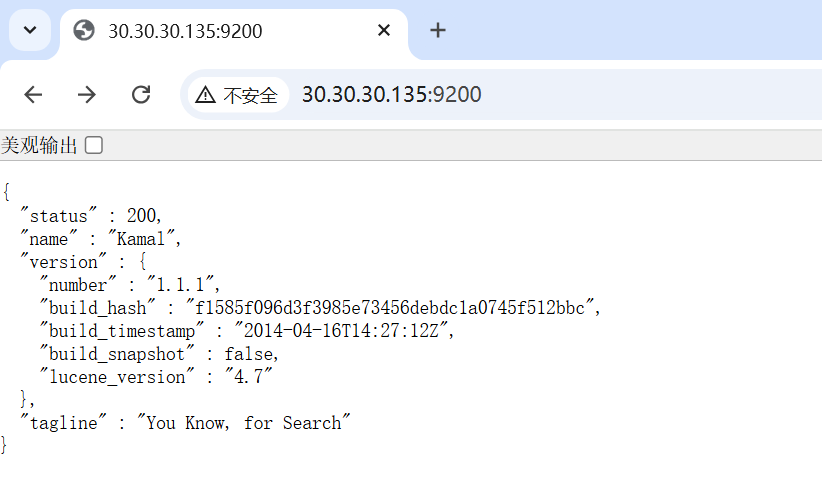 30.30.30.135:9200
不安全 30.30.30.135:9200
美观输出
{
"status" : 200,
"name" : "Kamal",
"version" : {
"number" : "1.1.1",
"build_hash" : "f1585f096d3f3985e73456debdc1a0745f512bbc",
"build_timestamp" : "2014-04-16T14:27:12Z",
"build_snapshot" : false,
"lucene_version" : "4.7"
},
"tagline" : "You Know, for Search"
}